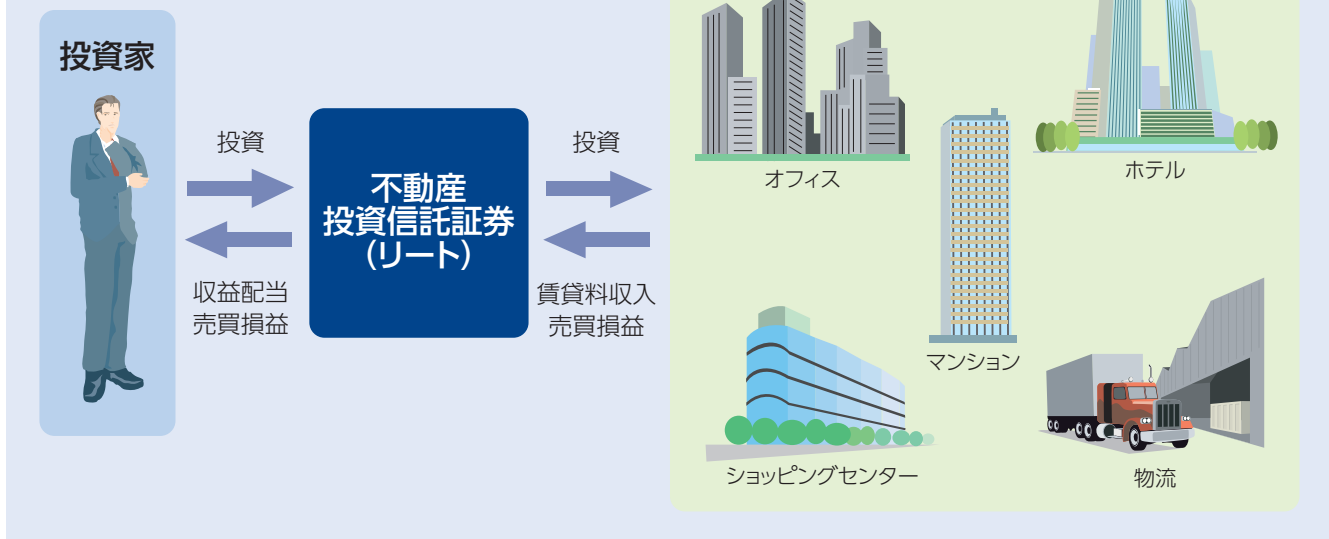 投資家
投資
収益配当
売買損益
不動産
投資信託証券
(リート)
投資
賃貸料収入
売買損益
オフィス
ホテル
マンション
ショッピングセンター
物流